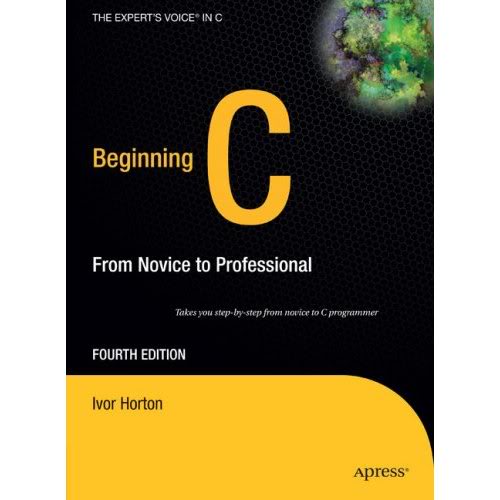 THE EXPERT'S VOICE® IN C
Beginning C
From Novice to Professional
Takes you step-by-step from novice to C programmer
FOURTH EDITION
Ivor Horton
Apress®